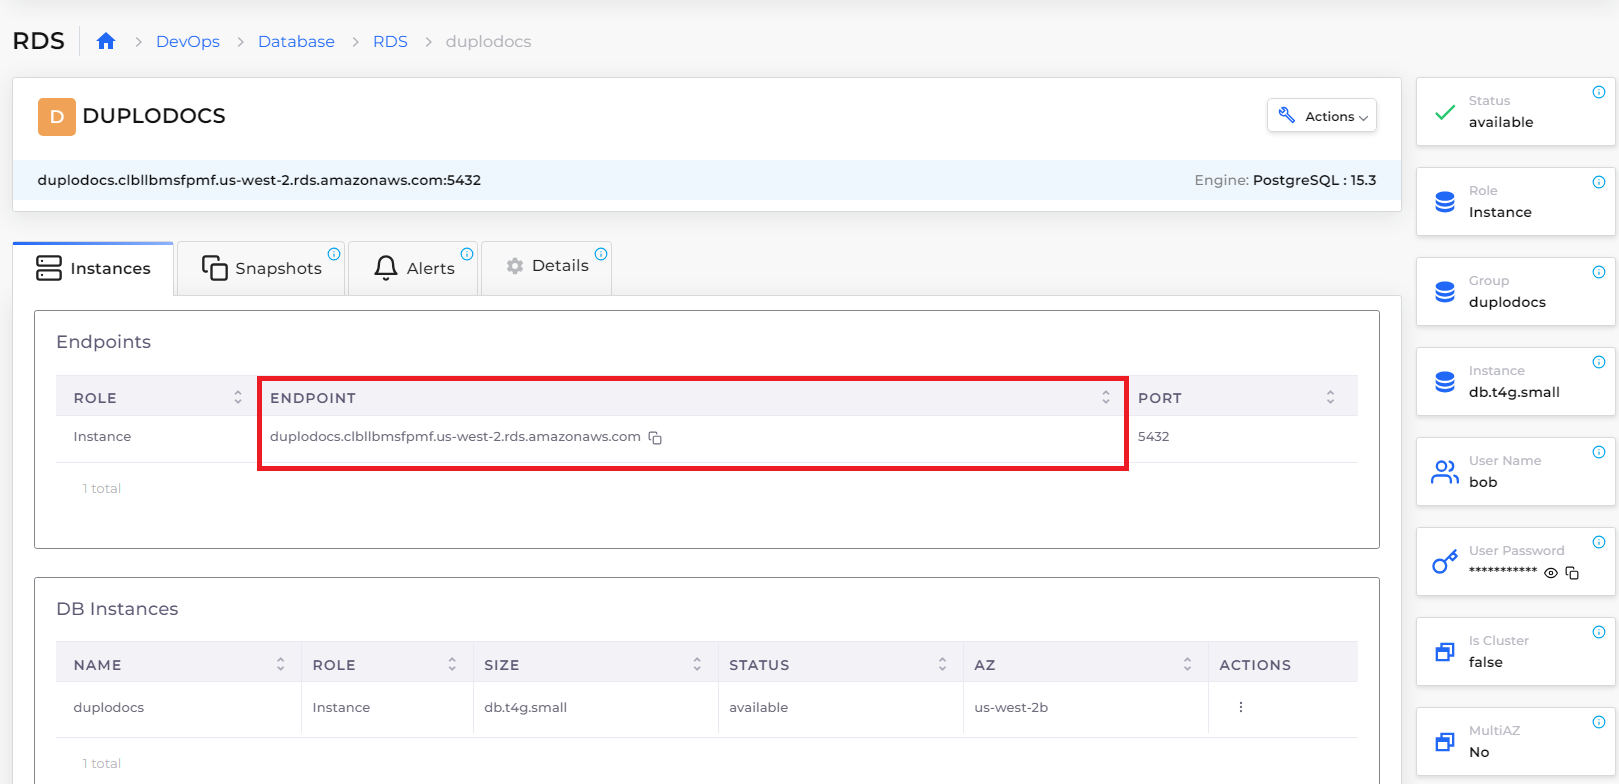 RDS
DevOps > Database > RDS > duplodocs
D DUPLODOCS
Actions
duplodocs.clbllbmsfpmf.us-west-2.rds.amazonaws.com:5432
Engine: PostgreSQL : 15.3
Instances
Snapshots
Alerts
Details
Endpoints
ROLE ENDPOINT PORT
Instance duplodocs.clbllbmsfpmf.us-west-2.rds.amazonaws.com 5432
1 total
DB Instances
NAME ROLE SIZE STATUS AZ ACTIONS
duplodocs Instance db.t4g.small available us-west-2b
1 total
Status
available
Role
Instance
Group
duplodocs
Instance
db.t4g.small
User Name
bob
User Password
***********
Is Cluster
false
MultiAZ
No